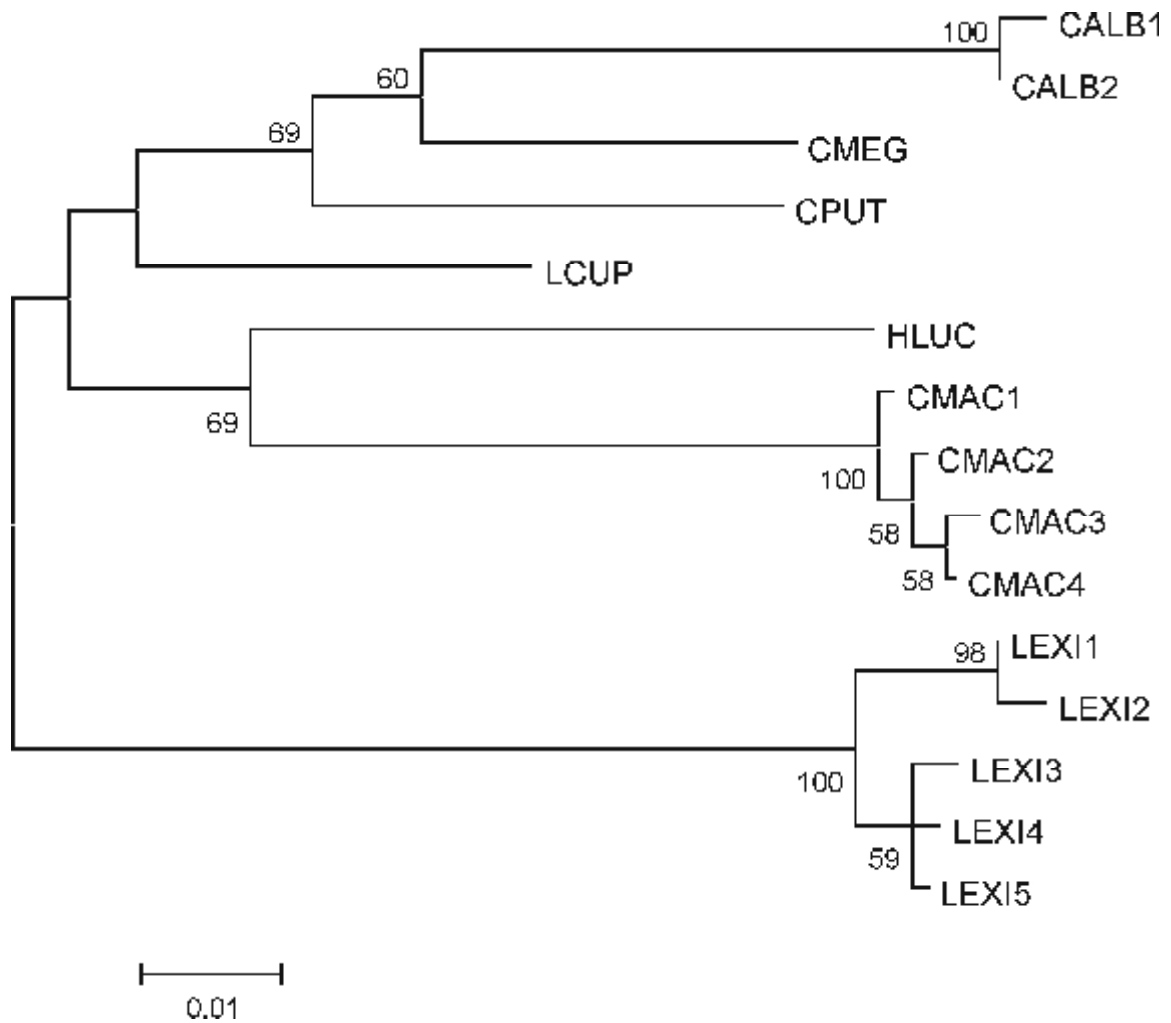 CALB1
100
CALB2
60
CMEG
69
CPUT
LCUP
HLUC
CMAC1
69
CMAC2
100
CMAC3
58
CMAC4
58
LEXI1
98
LEXI2
LEXI3
100
LEXI4
59
LEXI5
0.01